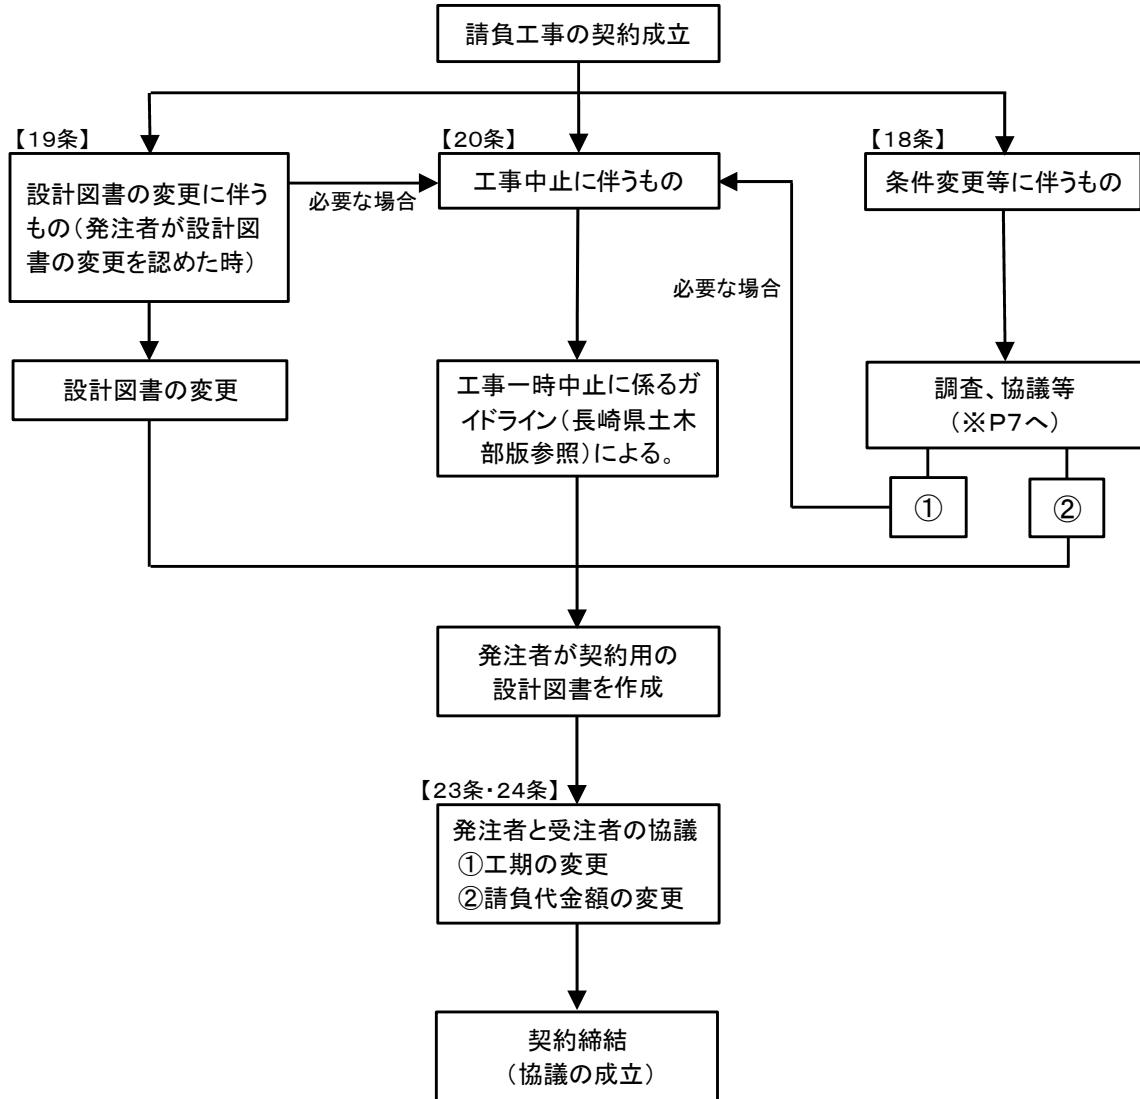 請負工事の契約成立
【19条】
【20条】
【18条】
設計図書の変更に伴う
もの(発注者が設計図
書の変更を認めた時)
必要な場合
工事中止に伴うもの
条件変更等に伴うもの
必要な場合
設計図書の変更
工事一時中止に係るガ
イドライン(長崎県土木
部版参照)による。
調査、協議等
(※P7へ)
①
②
発注者が契約用の
設計図書を作成
【23条・24条】
発注者と受注者の協議
①工期の変更
②請負代金額の変更
契約締結
(協議の成立)